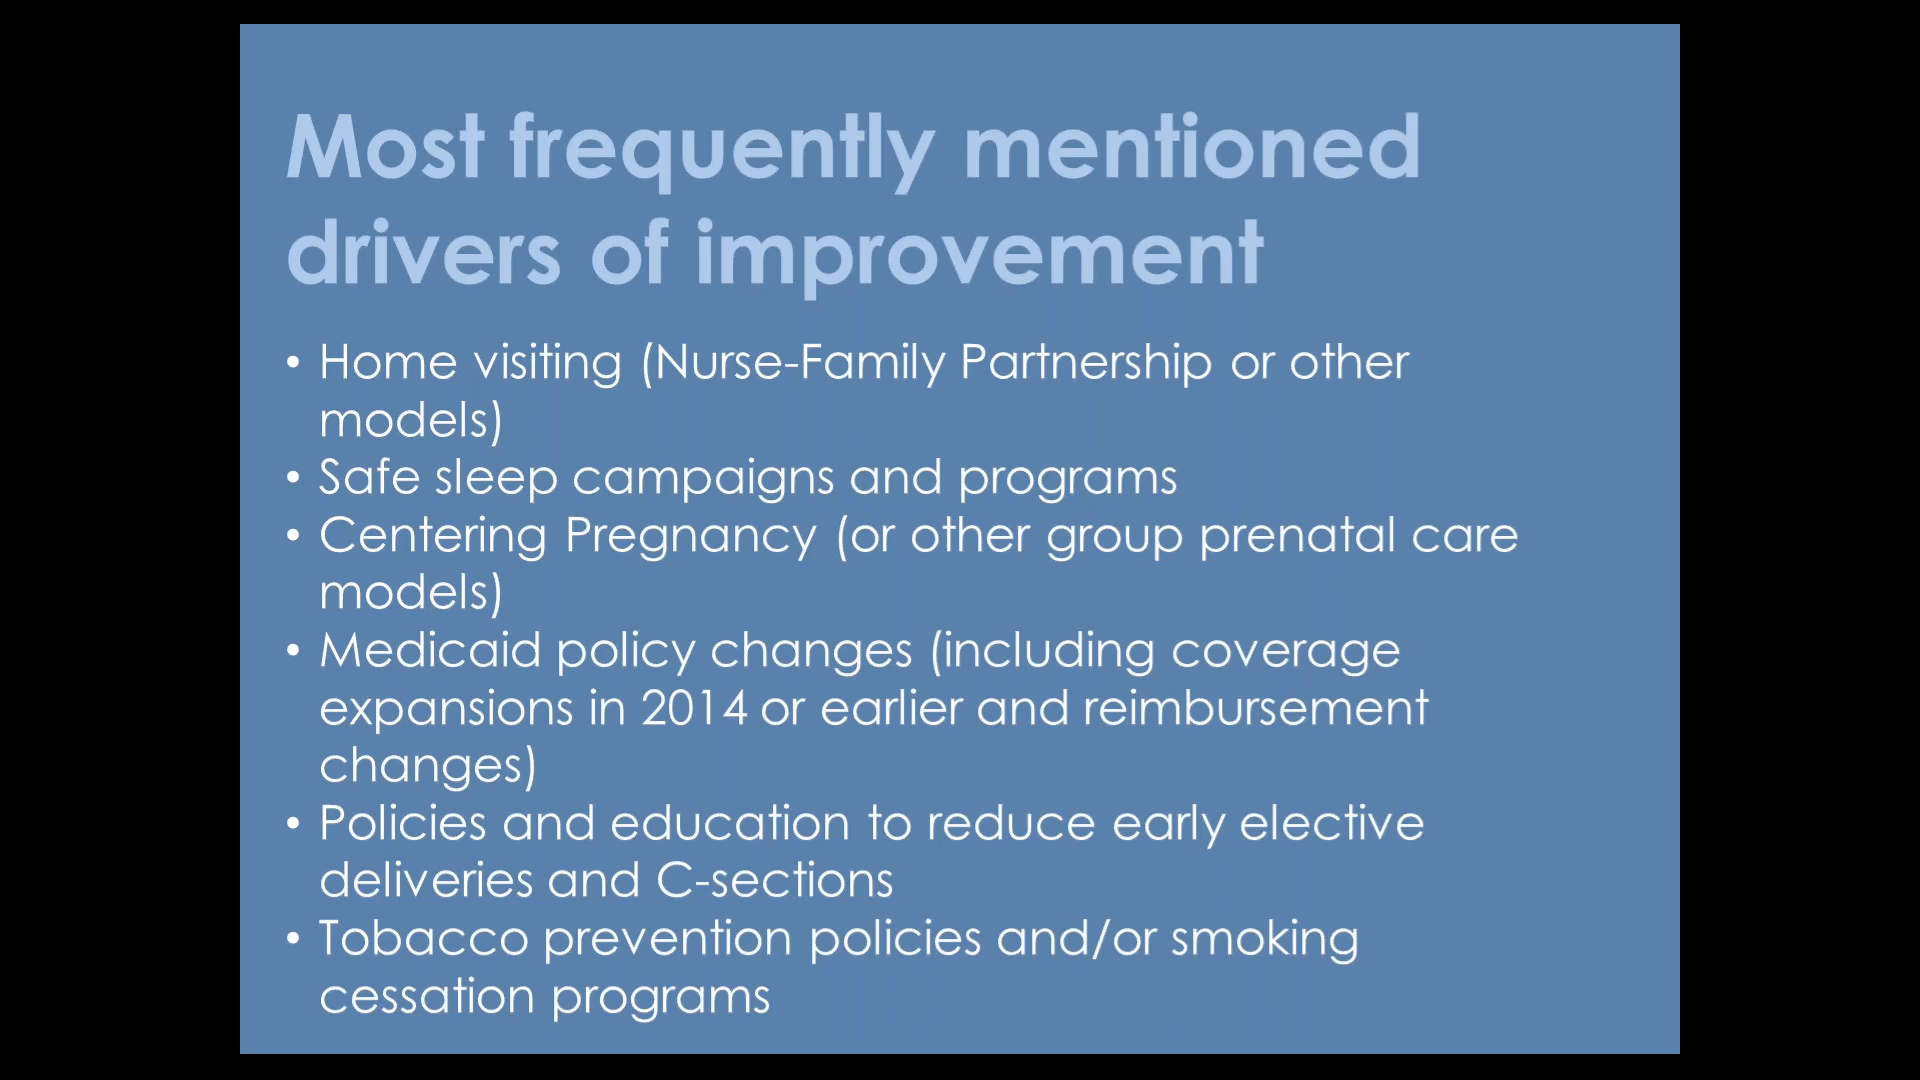 Most frequently mentioned
drivers of improvement
• Home visiting (Nurse-Family Partnership or other
models)
• Safe sleep campaigns and programs
• Centering Pregnancy (or other group prenatal care
models)
• Medicaid policy changes (including coverage
expansions in 2014 or earlier and reimbursement
changes)
• Policies and education to reduce early elective
deliveries and C-sections
• Tobacco prevention policies and/or smoking
cessation programs